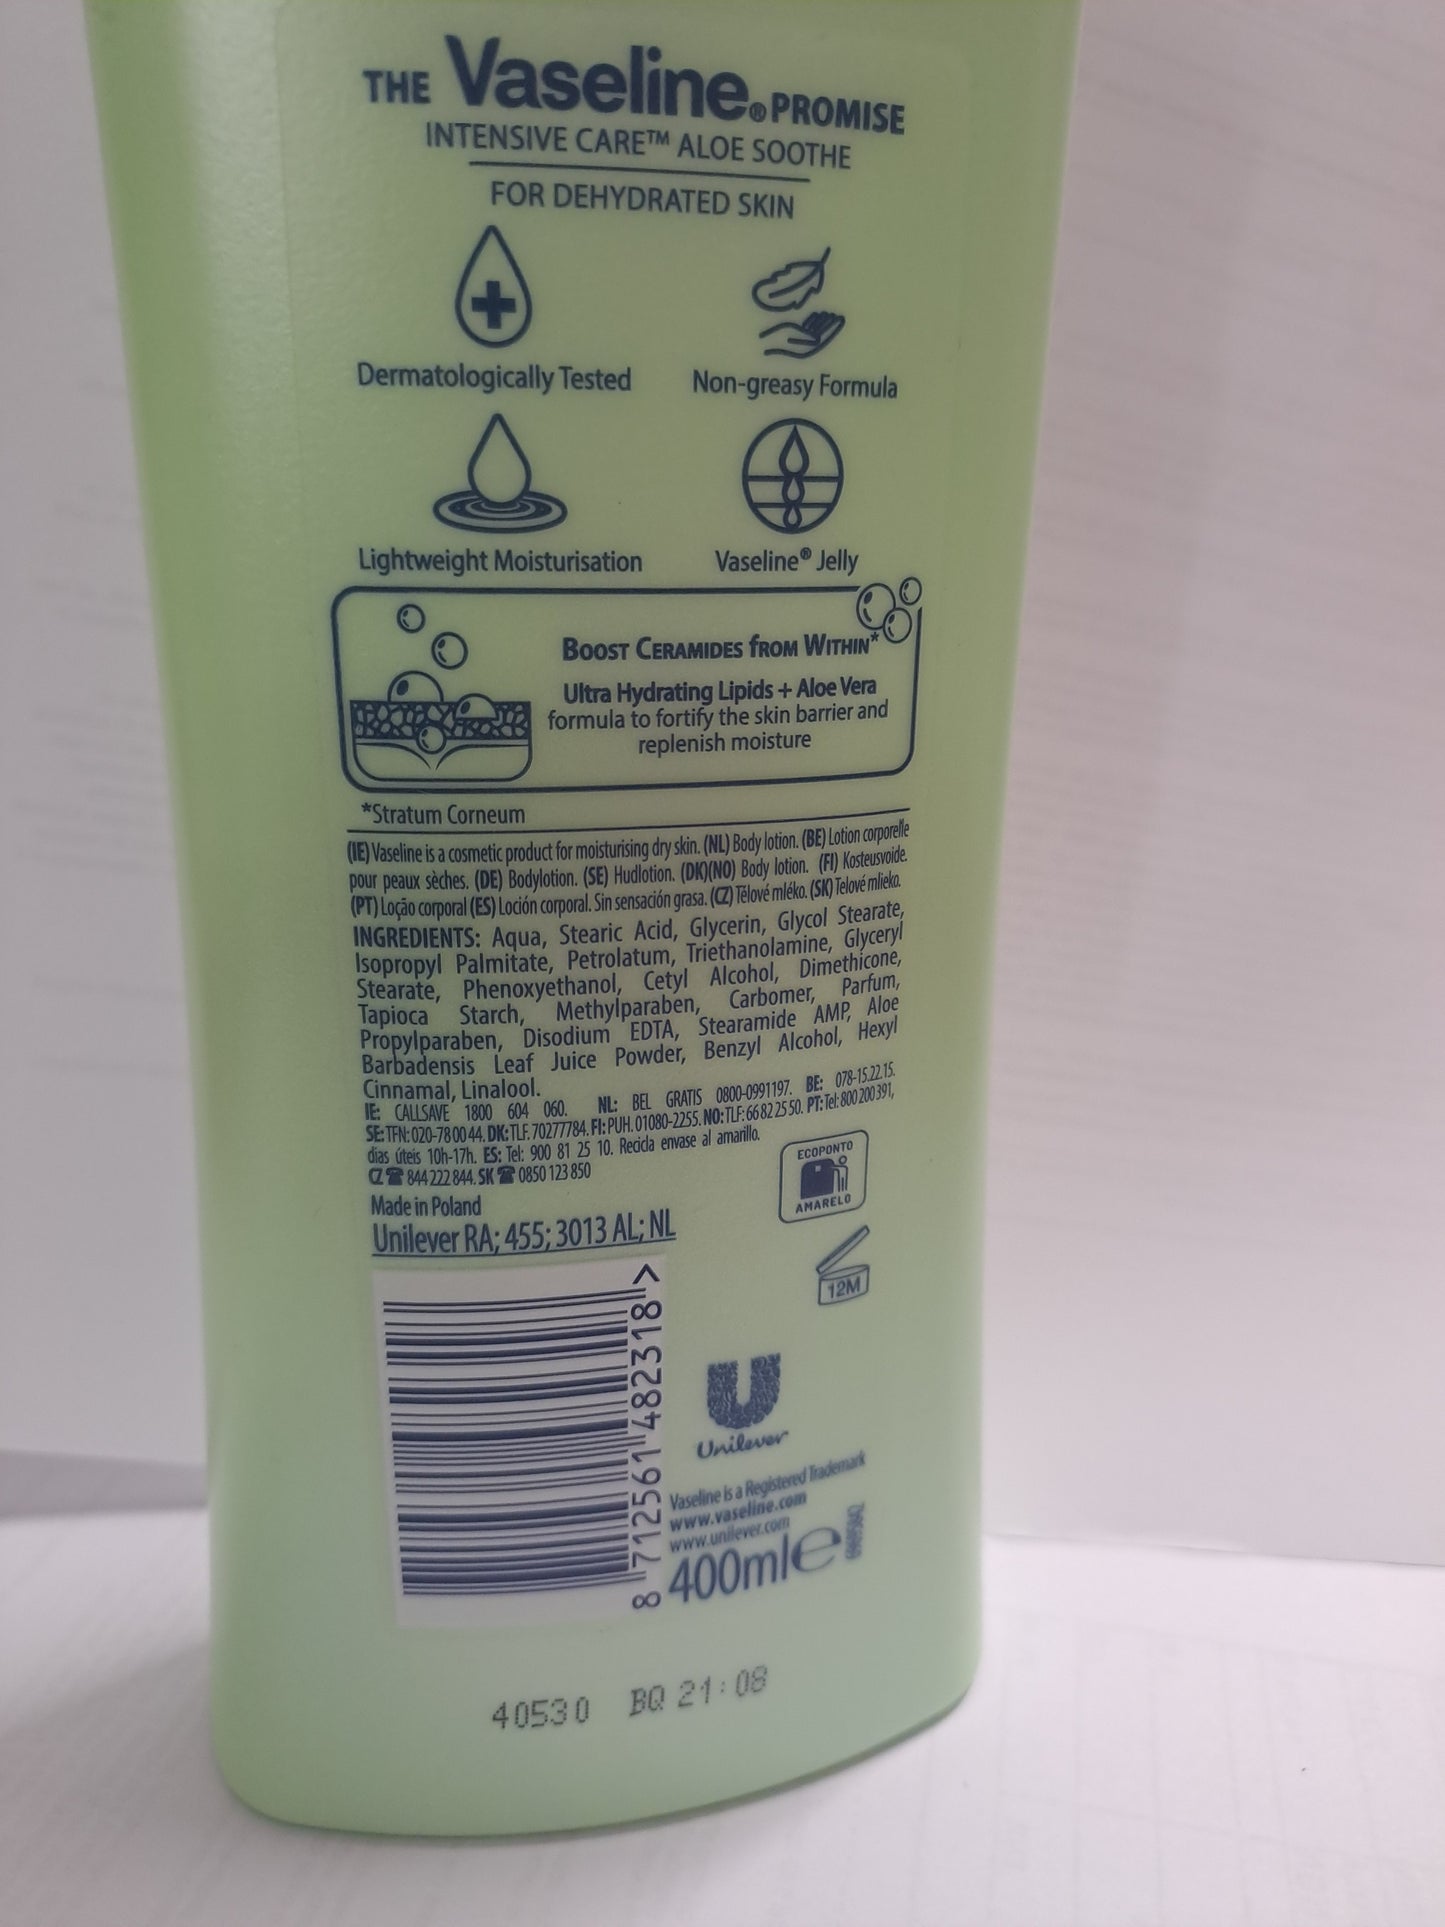 THE Vaseline® PROMISE
INTENSIVE CARE™ ALOE SOOTHE
FOR DEHYDRATED SKIN
Dermatologically Tested
Non-greasy Formula
Lightweight Moisturisation
Vaseline® Jelly
BOOST CERAMIDES FROM WITHIN*
Ultra Hydrating Lipids + Aloe Vera
formula to fortify the skin barrier and
replenish moisture
*Stratum Corneum
(IE) Vaseline is a cosmetic product for moisturising dry skin. (NL) Body lotion. (BE) Lotion corporelle
pour peaux sèches. (DE) Bodylotion. (SE) Hudlotion. (DK)(NO) Body lotion. (FI) Kosteusvoide.
(PT) Loção corporal (ES) Loción corporal. Sin sensación grasa. (CZ) Tělové mléko. (SK) Telové mlieko.
INGREDIENTS: Aqua, Stearic Acid, Glycerin, Glycol Stearate,
Isopropyl Palmitate, Petrolatum, Triethanolamine, Glyceryl
Stearate, Phenoxyethanol, Cetyl Alcohol, Dimethicone,
Tapioca Starch, Methylparaben, Carbomer, Parfum,
Propylparaben, Disodium EDTA, Stearamide AMP, Aloe
Barbadensis Leaf Juice Powder, Benzyl Alcohol, Hexyl
Cinnamal, Linalool.
IE: CALLSAVE 1800 604 060. NL: BEL GRATIS 0800-0991197. BE: 078-15.22.15.
SE: TFN: 020-78 00 44. DK: TLF. 70277784. FI: PUH. 01080-2255. NO: TLF: 66 82 25 50. PT: Tel: 800 200 391,
dias úteis 10h-17h. ES: Tel: 900 81 25 10. Recicla envase al amarillo.
CZ ☎ 844 222 844. SK ☎ 0850 123 850
ECOPONTO
AMARELO
Made in Poland
Unilever RA; 455; 3013 AL; NL
12M
8 712561 482318 >
Unilever
Vaseline is a Registered Trademark
www.vaseline.com
www.unilever.com
400ml e
40530 BQ 21:08